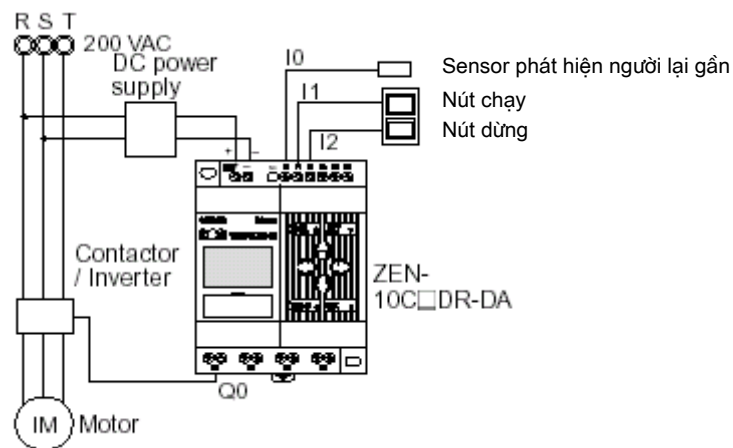 R S T
200 VAC
DC power
supply
I0
Sensor phát hiện người lại gần
I1
Nút chạy
I2
Nút dừng
+ −
Contactor
/ Inverter
ZEN-
10C□DR-DA
Q0
IM
Motor